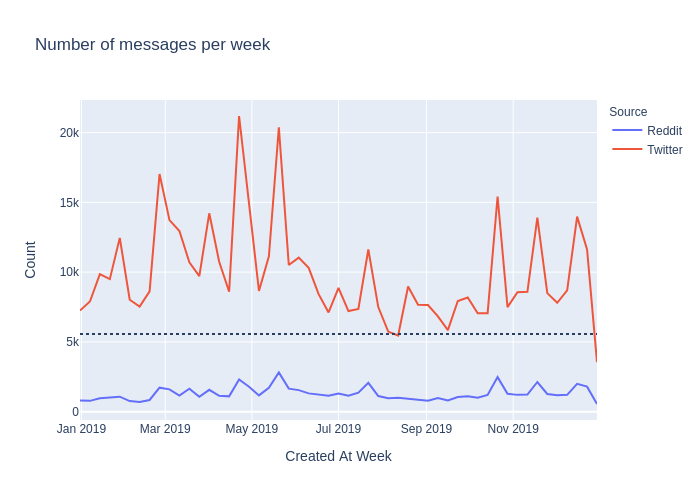 Number of messages per week
Source
Reddit
Twitter
20k
15k
10k
5k
0
Count
Jan 2019 Mar 2019 May 2019 Jul 2019 Sep 2019 Nov 2019
Created At Week